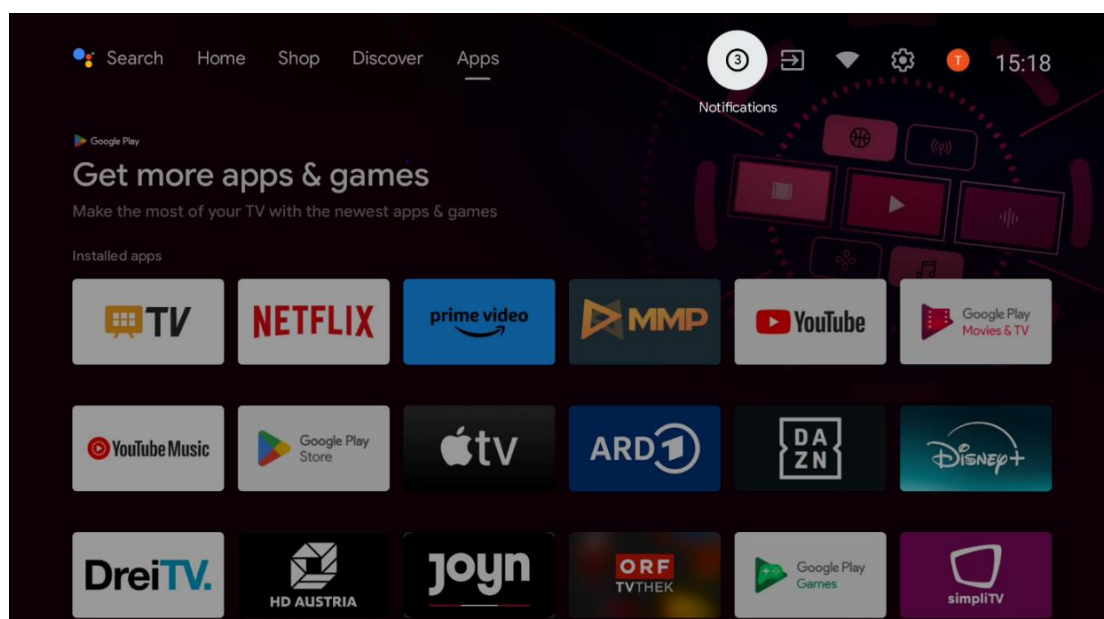 Search Home Shop Discover Apps 3 T 15:18
Notifications
Google Play
Get more apps & games
Make the most of your TV with the newest apps & games
Installed apps
TV NETFLIX prime video MMP YouTube Google Play Movies & TV
YouTube Music Google Play Store tv ARD 1 DAZN Disney+
DreiTV. HD AUSTRIA Joyn ORF TVTHEK Google Play Games simpliTV